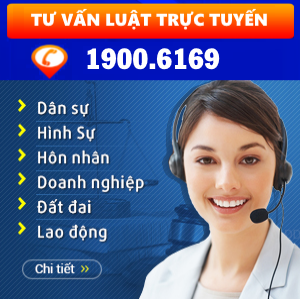 TƯ VẤN LUẬT TRỰC TUYẾN
1900.6169
Dân sự
Hình Sự
Hôn nhân
Doanh nghiệp
Đất đai
Lao động
Chi tiết »